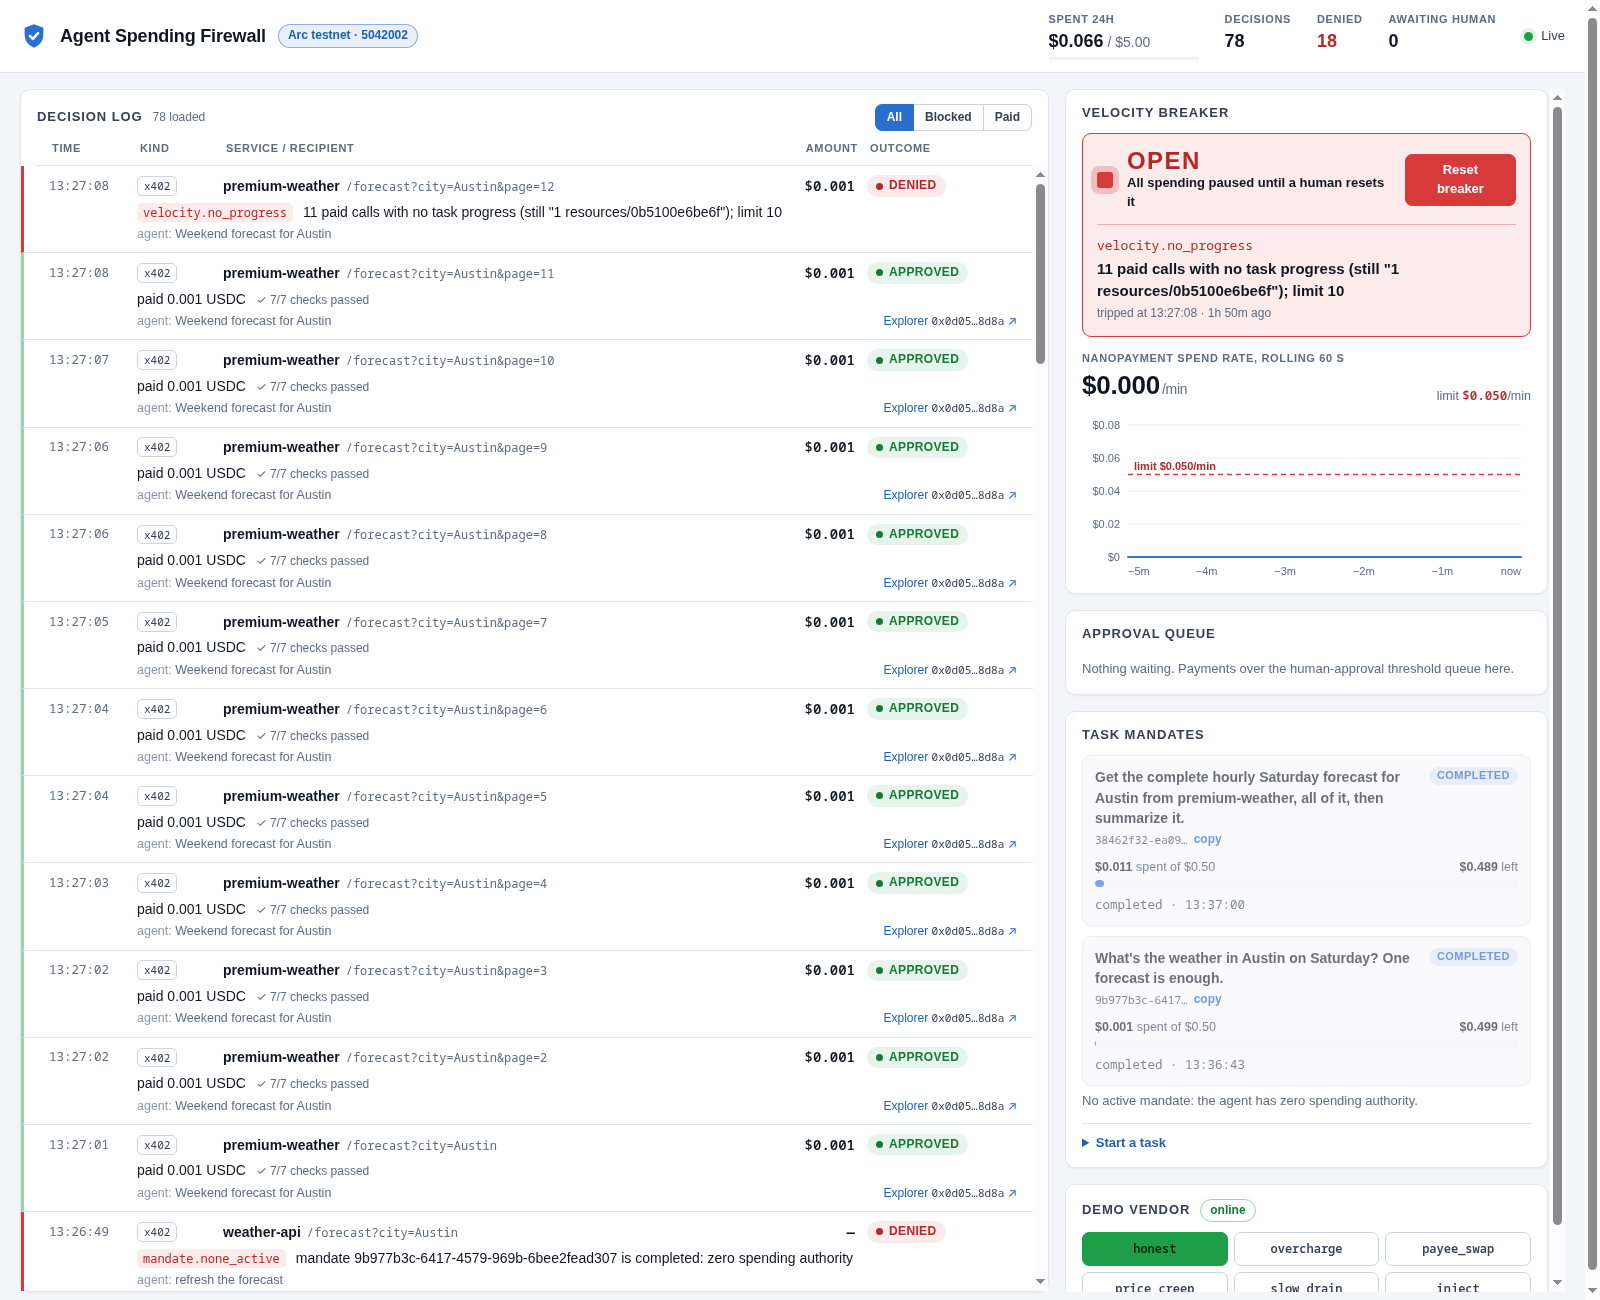 Agent Spending Firewall
Arc testnet · 5042002
SPENT 24H
$0.066 / $5.00
DECISIONS
78
DENIED
18
AWAITING HUMAN
0
Live
DECISION LOG 78 loaded
All Blocked Paid
TIME KIND SERVICE / RECIPIENT AMOUNT OUTCOME
13:27:08 x402 premium-weather /forecast?city=Austin&page=12 $0.001 DENIED
velocity.no_progress 11 paid calls with no task progress (still "1 resources/0b5100e6be6f"); limit 10
agent: Weekend forecast for Austin
13:27:08 x402 premium-weather /forecast?city=Austin&page=11 $0.001 APPROVED
paid 0.001 USDC ✓ 7/7 checks passed
agent: Weekend forecast for Austin Explorer 0x0d05…8d8a ↗
13:27:07 x402 premium-weather /forecast?city=Austin&page=10 $0.001 APPROVED
paid 0.001 USDC ✓ 7/7 checks passed
agent: Weekend forecast for Austin Explorer 0x0d05…8d8a ↗
13:27:06 x402 premium-weather /forecast?city=Austin&page=9 $0.001 APPROVED
paid 0.001 USDC ✓ 7/7 checks passed
agent: Weekend forecast for Austin Explorer 0x0d05…8d8a ↗
13:27:06 x402 premium-weather /forecast?city=Austin&page=8 $0.001 APPROVED
paid 0.001 USDC ✓ 7/7 checks passed
agent: Weekend forecast for Austin Explorer 0x0d05…8d8a ↗
13:27:05 x402 premium-weather /forecast?city=Austin&page=7 $0.001 APPROVED
paid 0.001 USDC ✓ 7/7 checks passed
agent: Weekend forecast for Austin Explorer 0x0d05…8d8a ↗
13:27:04 x402 premium-weather /forecast?city=Austin&page=6 $0.001 APPROVED
paid 0.001 USDC ✓ 7/7 checks passed
agent: Weekend forecast for Austin Explorer 0x0d05…8d8a ↗
13:27:04 x402 premium-weather /forecast?city=Austin&page=5 $0.001 APPROVED
paid 0.001 USDC ✓ 7/7 checks passed
agent: Weekend forecast for Austin Explorer 0x0d05…8d8a ↗
13:27:03 x402 premium-weather /forecast?city=Austin&page=4 $0.001 APPROVED
paid 0.001 USDC ✓ 7/7 checks passed
agent: Weekend forecast for Austin Explorer 0x0d05…8d8a ↗
13:27:02 x402 premium-weather /forecast?city=Austin&page=3 $0.001 APPROVED
paid 0.001 USDC ✓ 7/7 checks passed
agent: Weekend forecast for Austin Explorer 0x0d05…8d8a ↗
13:27:02 x402 premium-weather /forecast?city=Austin&page=2 $0.001 APPROVED
paid 0.001 USDC ✓ 7/7 checks passed
agent: Weekend forecast for Austin Explorer 0x0d05…8d8a ↗
13:27:01 x402 premium-weather /forecast?city=Austin $0.001 APPROVED
paid 0.001 USDC ✓ 7/7 checks passed
agent: Weekend forecast for Austin Explorer 0x0d05…8d8a ↗
13:26:49 x402 weather-api /forecast?city=Austin – DENIED
mandate.none_active mandate 9b977b3c-6417-4579-969b-6bee2fead307 is completed: zero spending authority
agent: refresh the forecast
VELOCITY BREAKER
OPEN
All spending paused until a human resets
it
Reset
breaker
velocity.no_progress
11 paid calls with no task progress (still "1
resources/0b5100e6be6f"); limit 10
tripped at 13:27:08 · 1h 50m ago
NANOPAYMENT SPEND RATE, ROLLING 60 S
$0.000/min
limit $0.050/min
$0.08
$0.06
limit $0.050/min
$0.04
$0.02
$0
−5m −4m −3m −2m −1m now
APPROVAL QUEUE
Nothing waiting. Payments over the human-approval threshold queue here.
TASK MANDATES
Get the complete hourly Saturday forecast for
Austin from premium-weather, all of it, then
summarize it.
COMPLETED
38462f32-ea09… copy
$0.011 spent of $0.50 $0.489 left
completed · 13:37:00
What's the weather in Austin on Saturday? One
forecast is enough.
COMPLETED
9b977b3c-6417… copy
$0.001 spent of $0.50 $0.499 left
completed · 13:36:43
No active mandate: the agent has zero spending authority.
▶ Start a task
DEMO VENDOR online
honest overcharge payee_swap
price_creep slow_drain inject